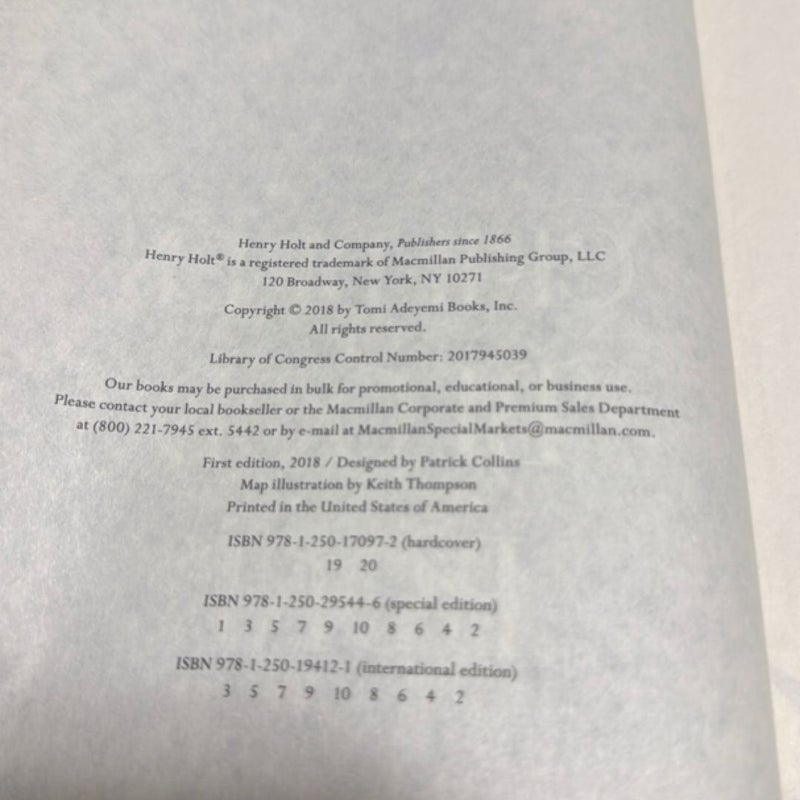 Henry Holt and Company, Publishers since 1866
Henry Holt® is a registered trademark of Macmillan Publishing Group, LLC
120 Broadway, New York, NY 10271
Copyright © 2018 by Tomi Adeyemi Books, Inc.
All rights reserved.
Library of Congress Control Number: 2017945039
Our books may be purchased in bulk for promotional, educational, or business use.
Please contact your local bookseller or the Macmillan Corporate and Premium Sales Department
at (800) 221-7945 ext. 5442 or by e-mail at MacmillanSpecialMarkets@macmillan.com.
First edition, 2018 / Designed by Patrick Collins
Map illustration by Keith Thompson
Printed in the United States of America
ISBN 978-1-250-17097-2 (hardcover)
19 20
ISBN 978-1-250-29544-6 (special edition)
1 3 5 7 9 10 8 6 4 2
ISBN 978-1-250-19412-1 (international edition)
3 5 7 9 10 8 6 4 2